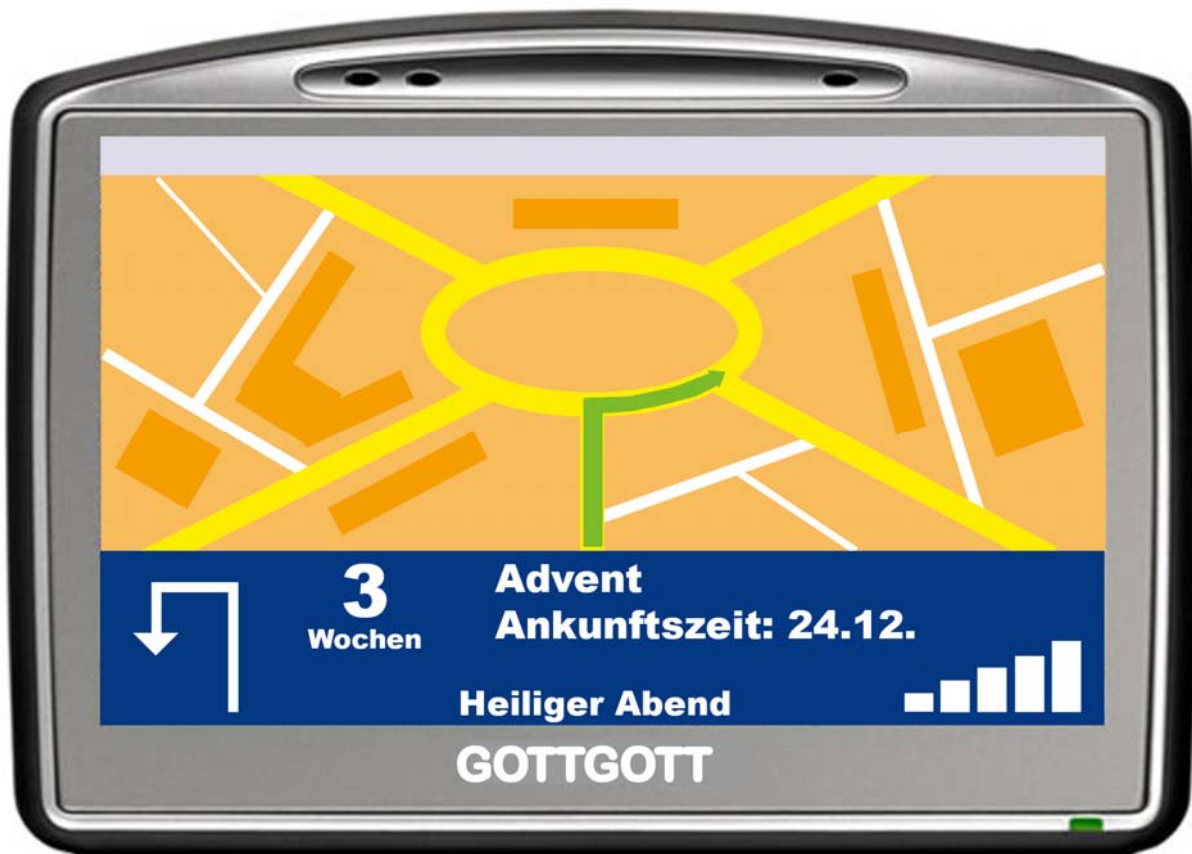 3
Wochen
Advent
Ankunftszeit: 24.12.
Heiliger Abend
GOTTGOTT